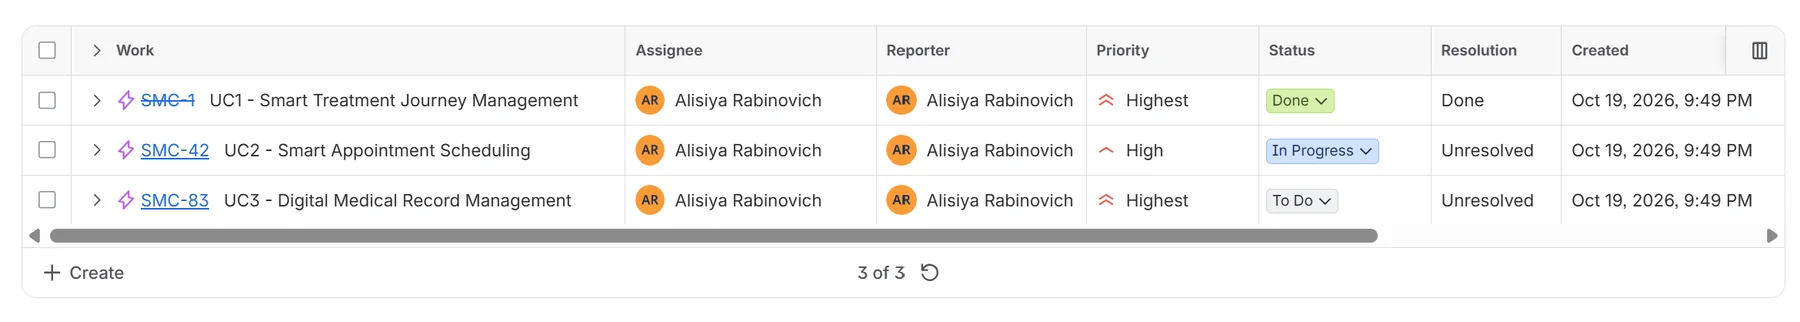 Work Assignee Reporter Priority Status Resolution Created
SMC-1 UC1 - Smart Treatment Journey Management AR Alisiya Rabinovich AR Alisiya Rabinovich Highest Done Done Oct 19, 2026, 9:49 PM
SMC-42 UC2 - Smart Appointment Scheduling AR Alisiya Rabinovich AR Alisiya Rabinovich High In Progress Unresolved Oct 19, 2026, 9:49 PM
SMC-83 UC3 - Digital Medical Record Management AR Alisiya Rabinovich AR Alisiya Rabinovich Highest To Do Unresolved Oct 19, 2026, 9:49 PM
+ Create 3 of 3